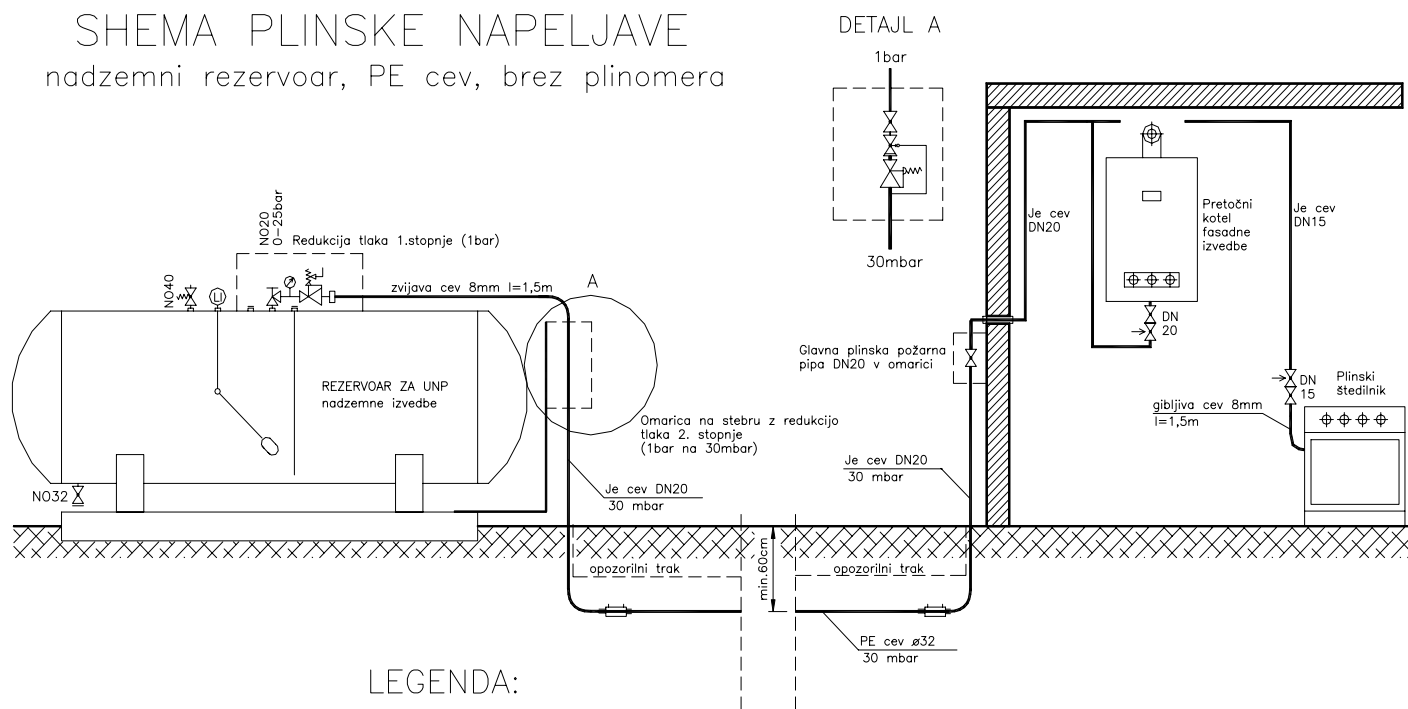 SHEMA PLINSKE NAPELJAVE
nadzemni rezervoar, PE cev, brez plinomera
DETAJL A
1bar
30mbar
NO20
0-25bar
Redukcija tlaka 1.stopnje (1bar)
NO40
LI
zvijava cev 8mm l=1,5m
A
REZERVOAR ZA UNP
nadzemne izvedbe
NO32
Omarica na stebru z redukcijo
tlaka 2. stopnje
(1bar na 30mbar)
Je cev DN20
30 mbar
opozorilni trak
min.60cm
opozorilni trak
PE cev ø32
30 mbar
Je cev DN20
30 mbar
Glavna plinska požarna
pipa DN20 v omarici
Je cev
DN20
Pretočni
kotel
fasadne
izvedbe
DN
20
Je cev
DN15
DN
15
gibljiva cev 8mm
l=1,5m
Plinski
štedilnik
LEGENDA: